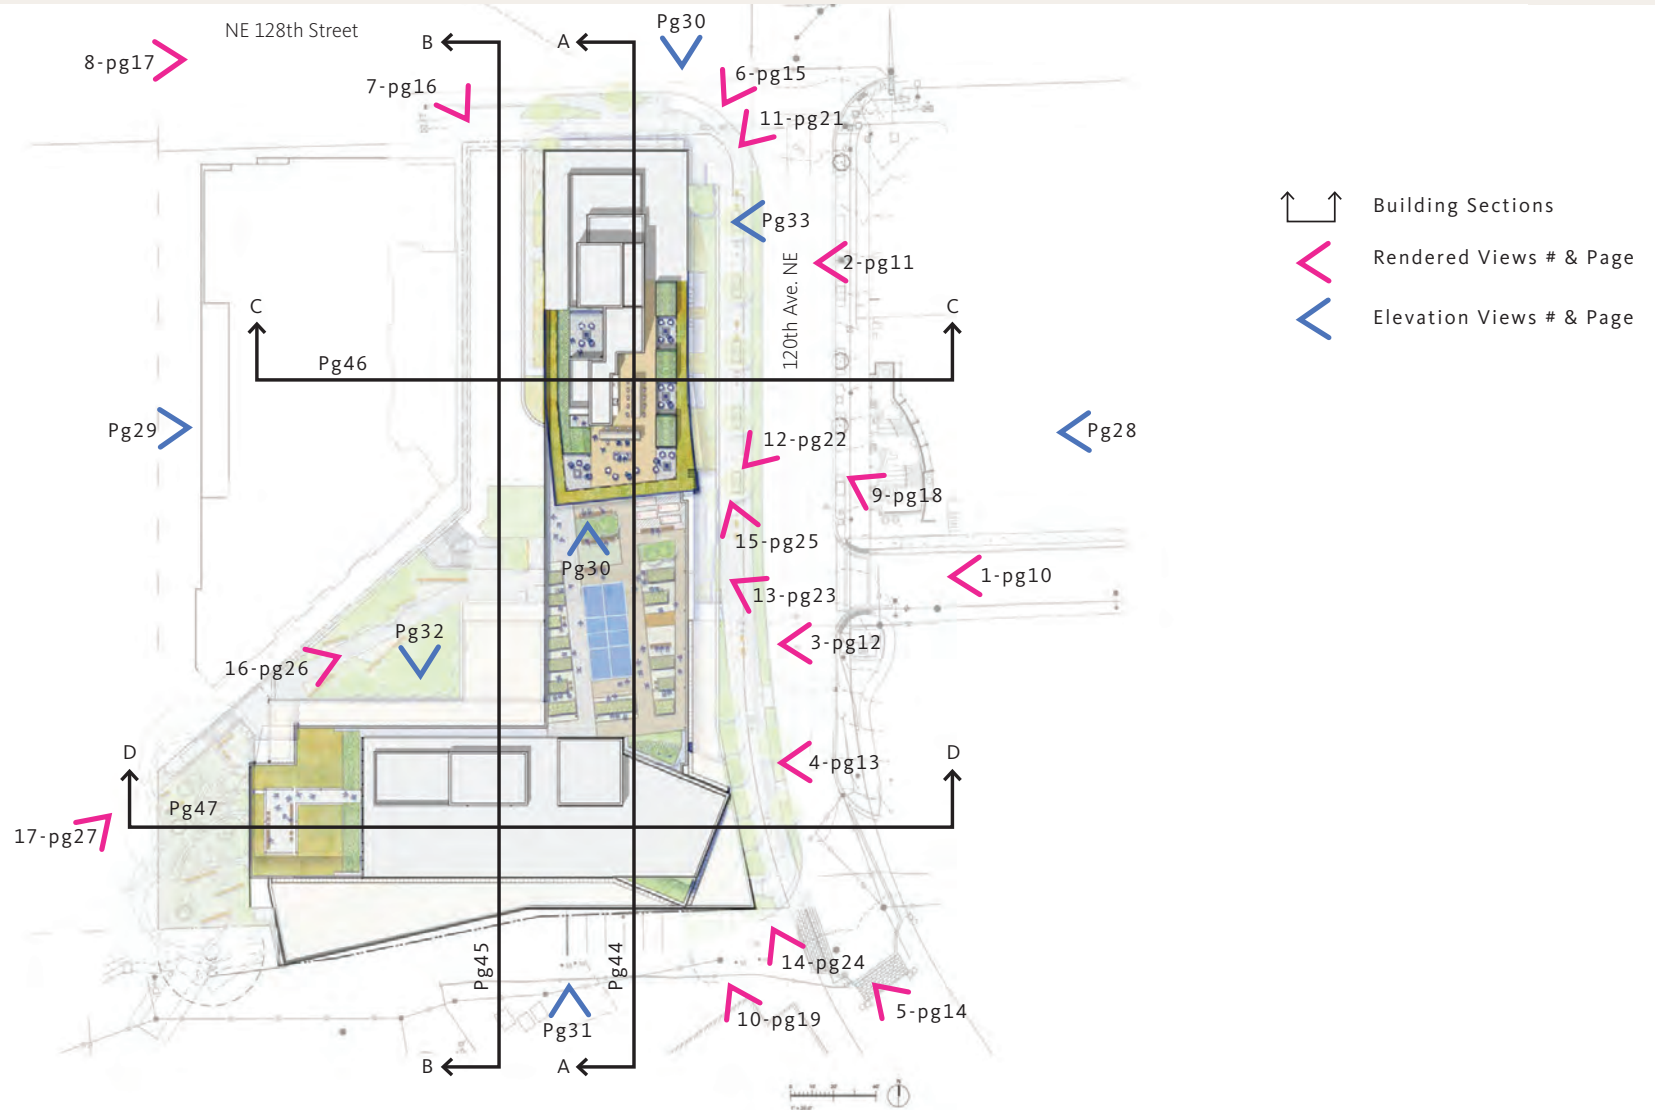 NE 128th Street
Pg30
B
A
8-pg17
6-pg15
7-pg16
11-pg21
Pg33
Building Sections
120th Ave. NE
2-pg11
Rendered Views # & Page
C
C
Elevation Views # & Page
Pg46
Pg29
12-pg22
Pg28
9-pg18
15-pg25
Pg30
1-pg10
13-pg23
Pg32
3-pg12
16-pg26
D
D
4-pg13
Pg47
17-pg27
Pg45
Pg44
14-pg24
5-pg14
10-pg19
Pg31
B
A